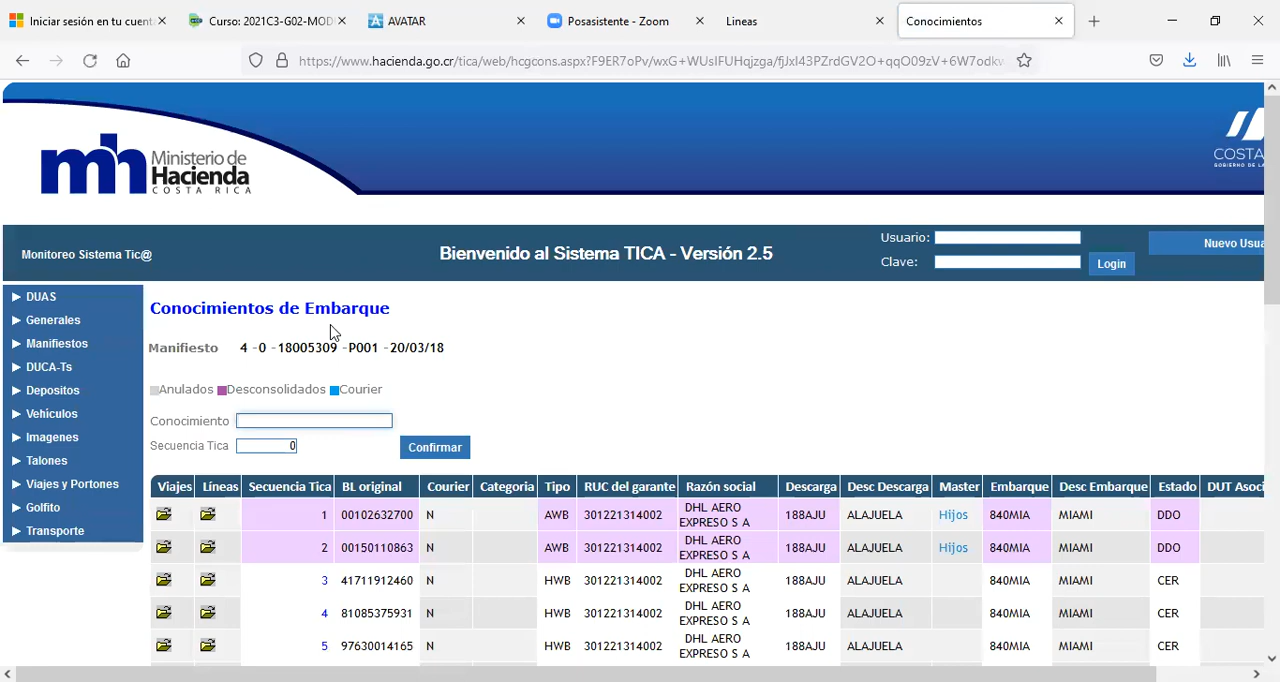 Iniciar sesión en tu cuent
Curso: 2021C3-G02-MOD
AVATAR
Posasistente - Zoom
Lineas
Conocimientos
https://www.hacienda.go.cr/tica/web/hcgcons.aspx?
mh Ministerio de
Hacienda
COSTA RICA
COSTA
Monitoreo Sistema Tic@
Bienvenido al Sistema TICA - Versión 2.5
Usuario:
Clave:
Login
Nuevo Usua
DUAS
Generales
Manifiestos
DUCA-Ts
Depositos
Vehículos
Imagenes
Talones
Viajes y Portones
Golfito
Transporte
Conocimientos de Embarque
Manifiesto 4 -0 -18005309 -P001 -20/03/18
Anulados Desconsolidados Courier
Conocimiento
Secuencia Tica 0 Confirmar
Viajes Líneas Secuencia Tica BL original Courier Categoria Tipo RUC del garante Razón social Descarga Desc Descarga Master Embarque Desc Embarque Estado DUT Asoci
1 00102632700 N AWB 301221314002 DHL AERO EXPRESO S A 188AJU ALAJUELA Hijos 840MIA MIAMI DDO
2 00150110863 N AWB 301221314002 DHL AERO EXPRESO S A 188AJU ALAJUELA Hijos 840MIA MIAMI DDO
3 41711912460 N HWB 301221314002 DHL AERO EXPRESO S A 188AJU ALAJUELA 840MIA MIAMI CER
4 81085375931 N HWB 301221314002 DHL AERO EXPRESO S A 188AJU ALAJUELA 840MIA MIAMI CER
5 97630014165 N HWB 301221314002 DHL AERO EXPRESO S A 188AJU ALAJUELA 840MIA MIAMI CER